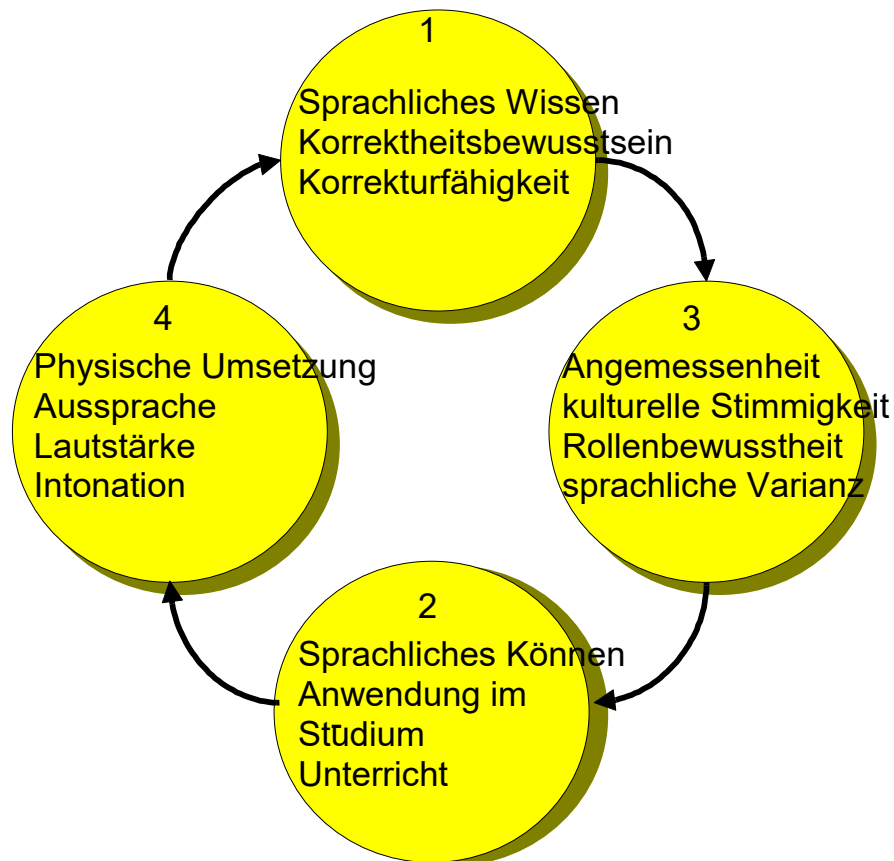 1
Sprachliches Wissen
Korrektheitsbewusstsein
Korrekturfähigkeit
4
Physische Umsetzung
Aussprache
Lautstärke
Intonation
3
Angemessenheit
kulturelle Stimmigkeit
Rollenbewusstheit
sprachliche Varianz
2
Sprachliches Können
Anwendung im
Studium
Unterricht